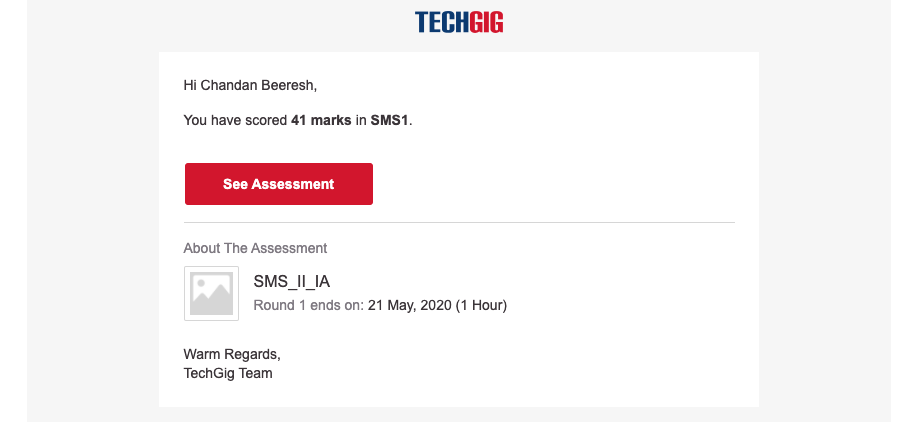 TECHGIG
Hi Chandan Beeresh,
You have scored 41 marks in SMS1.
See Assessment
About The Assessment
SMS_II_IA
Round 1 ends on: 21 May, 2020 (1 Hour)
Warm Regards,
TechGig Team